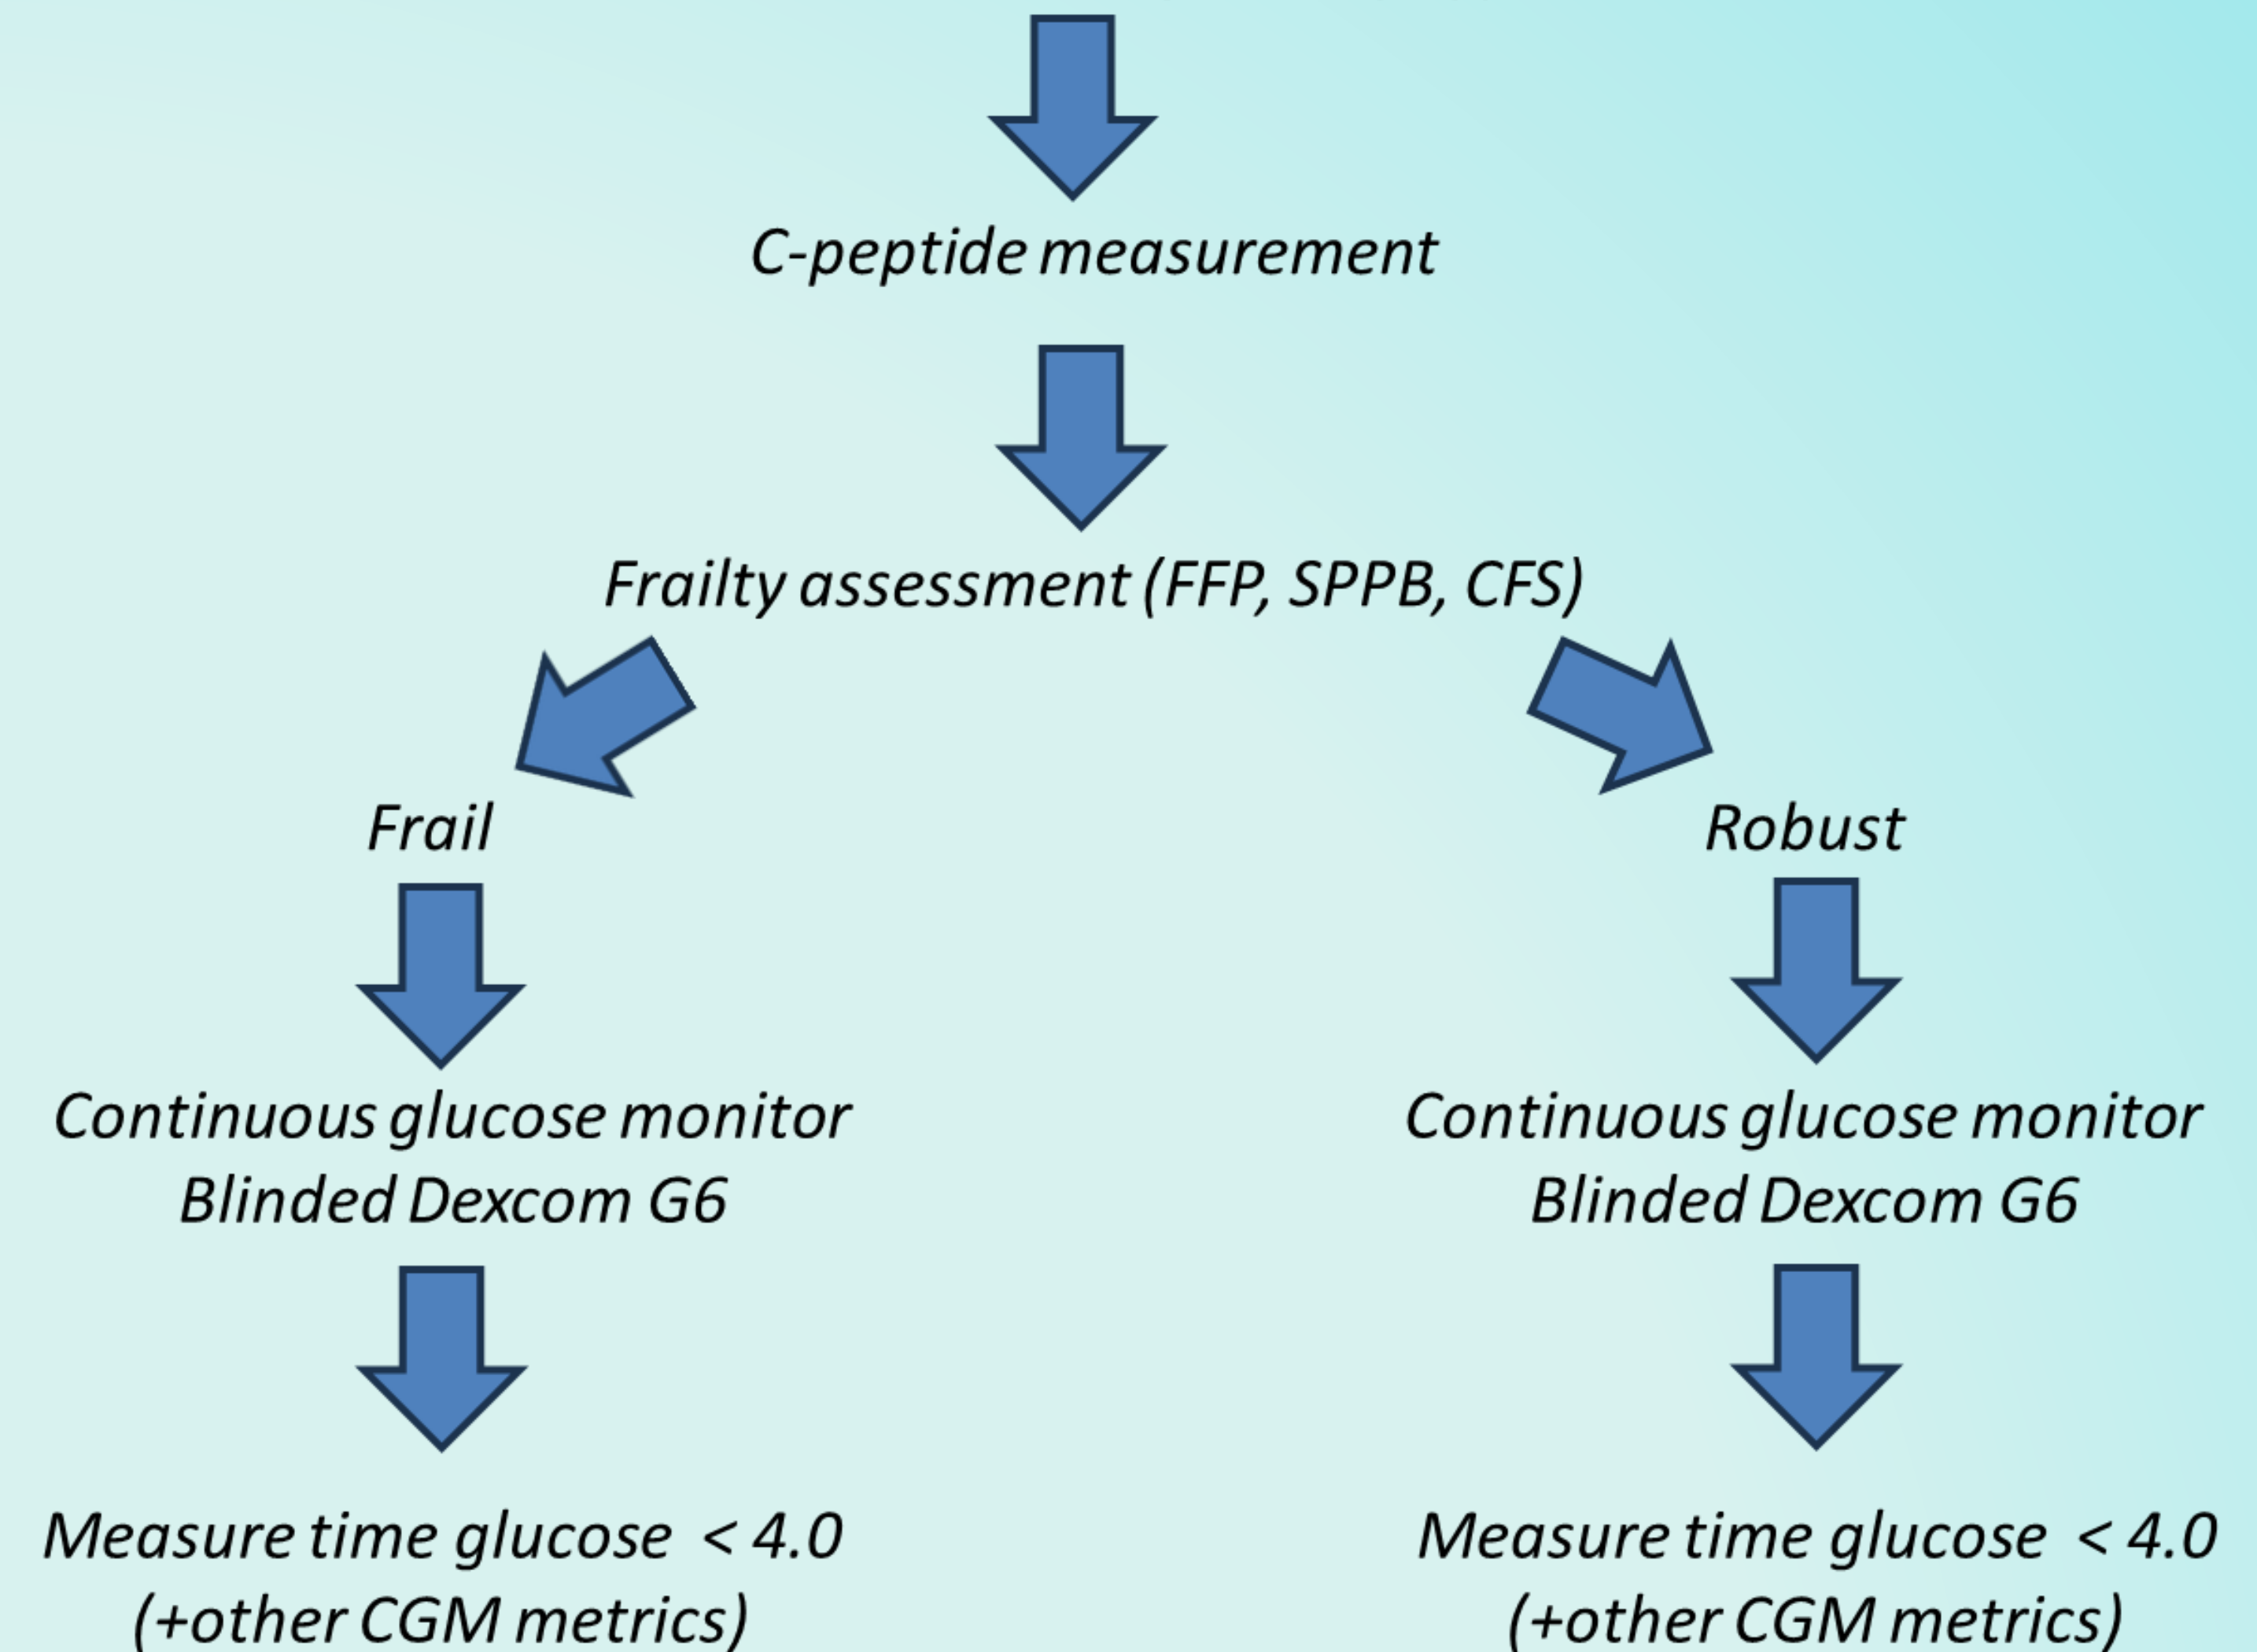 C-peptide measurement
Frailty assessment (FFP, SPPB, CFS)
Frail
Robust
Continuous glucose monitor
Blinded Dexcom G6
Continuous glucose monitor
Blinded Dexcom G6
Measure time glucose < 4.0
(+other CGM metrics)
Measure time glucose < 4.0
(+other CGM metrics)